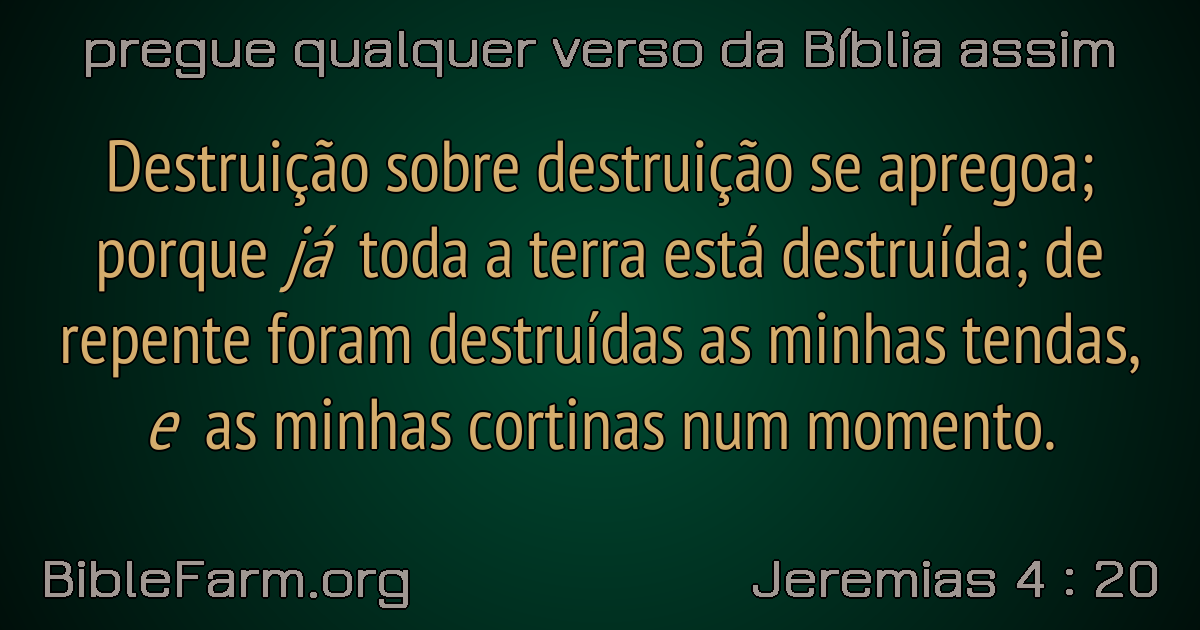 pregue qualquer verso da Bíblia assim
Destruição sobre destruição se apregoa;
porque já toda a terra está destruída; de
repente foram destruídas as minhas tendas,
e as minhas cortinas num momento.
BibleFarm.org
Jeremias 4 : 20